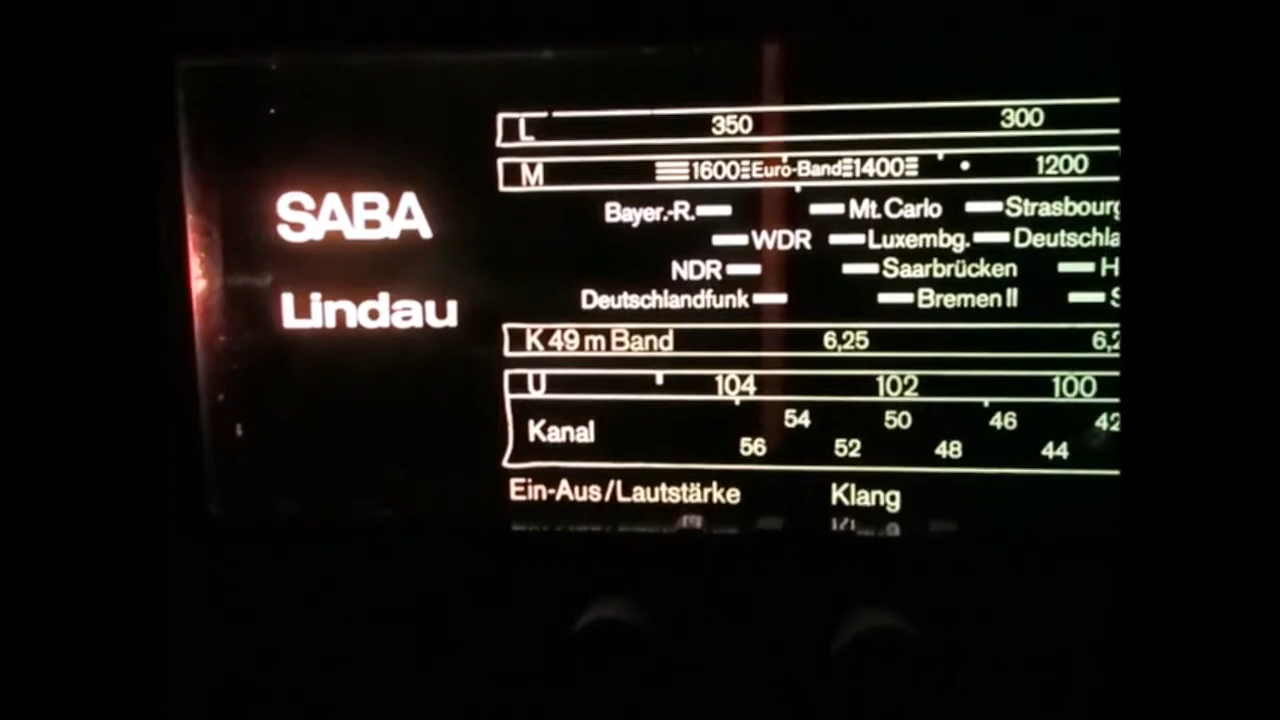 SABA
Lindau
L 350 300
M 1600 Euro-Band 1400 1200
Bayer.-R. Mt. Carlo Strasbourg
WDR Luxembg.
NDR Saarbrücken
Deutschlandfunk Bremen II
K 49 m Band 6,25
U 104 102 100
54 50 46 42
Kanal
56 52 48 44
Ein-Aus/Lautstärke Klang